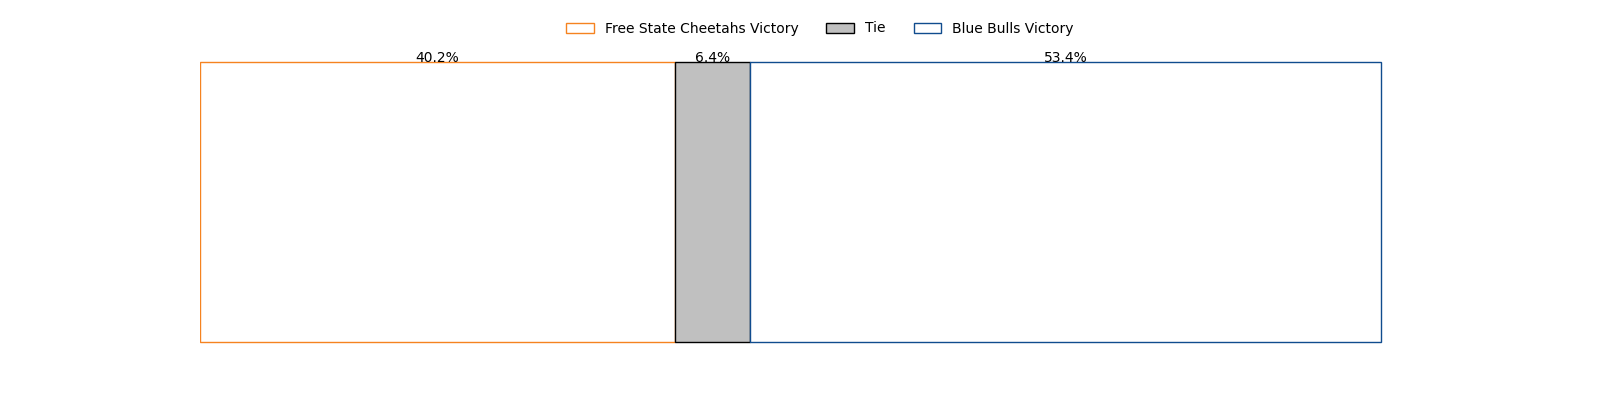 Free State Cheetahs Victory Tie Blue Bulls Victory
40.2% 6.4% 53.4%